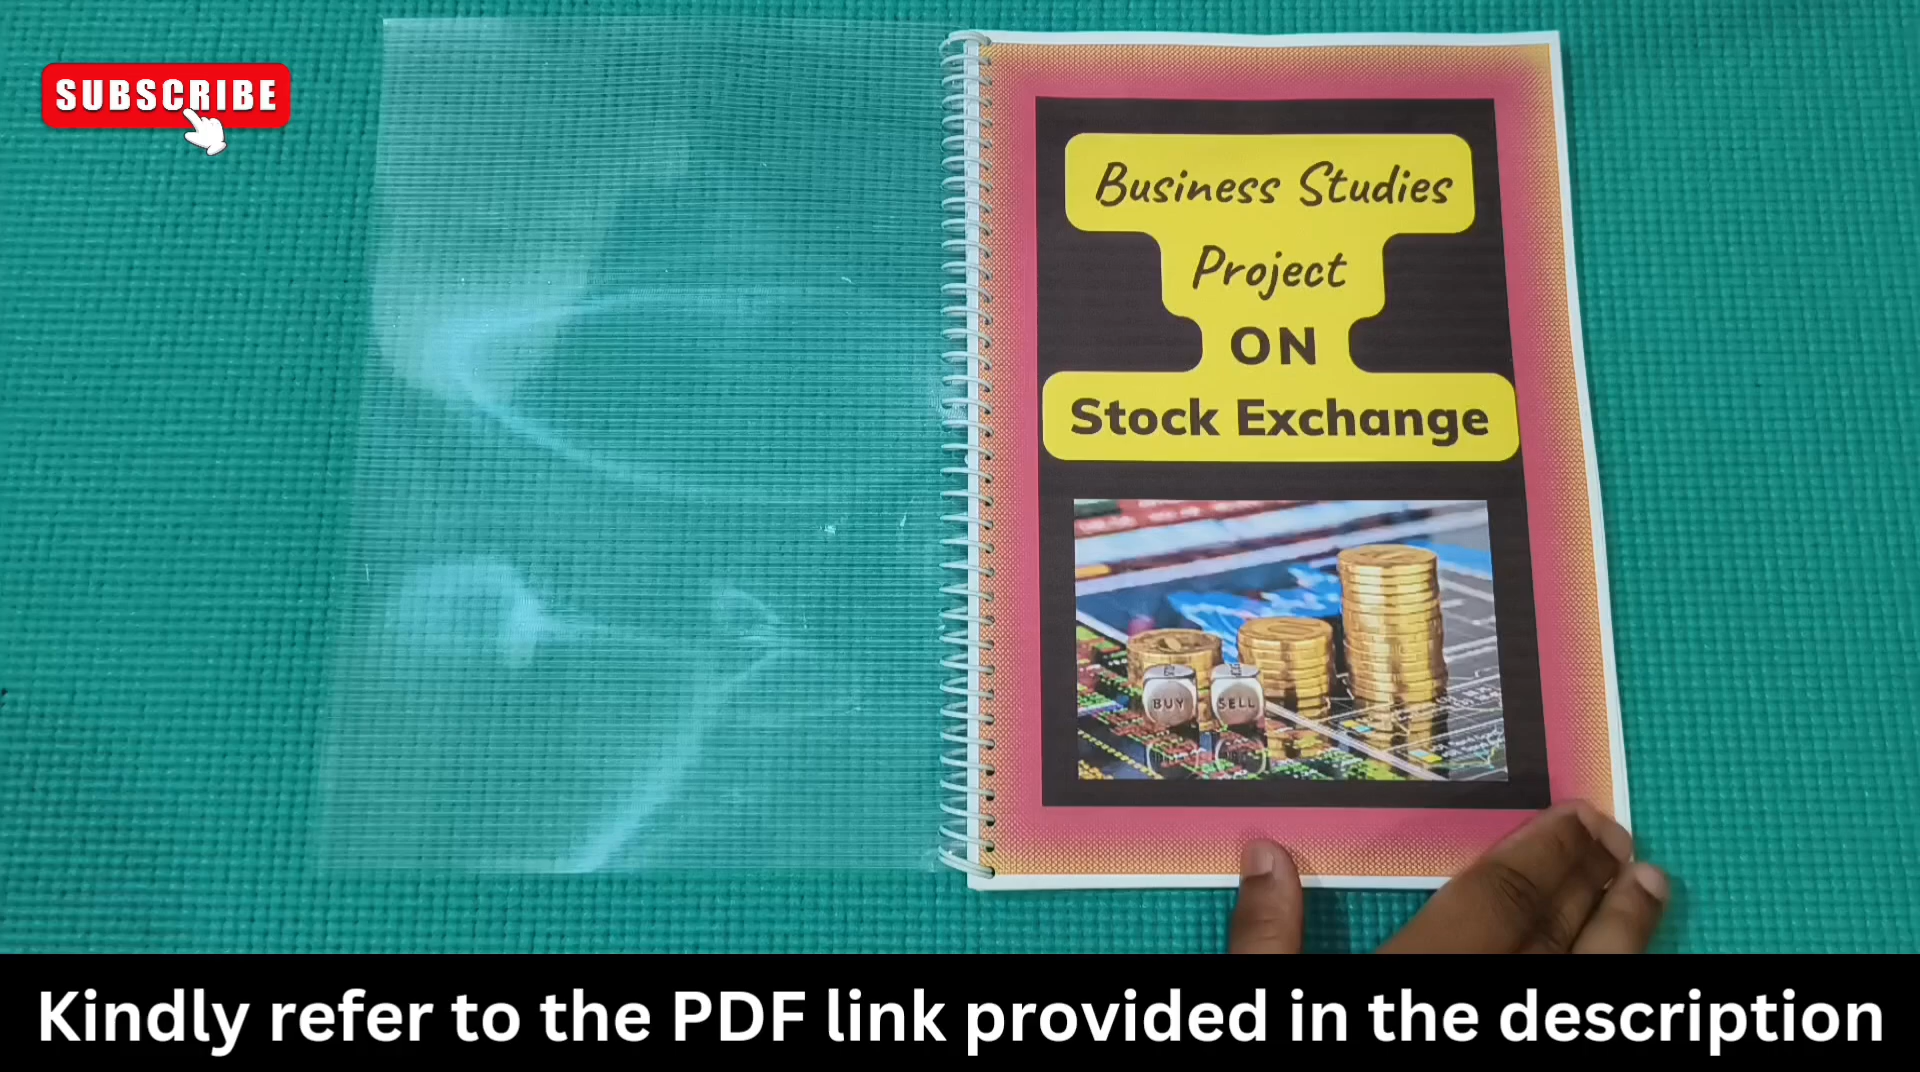 SUBSCRIBE
Business Studies
Project
ON
Stock Exchange
BUY
SELL
Kindly refer to the PDF link provided in the description